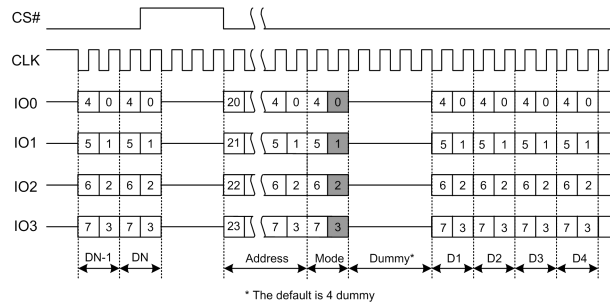 CS#
CLK
IO0 4 0 4 0 20 4 0 4 0 4 0 4 0 4 0 4 0
IO1 5 1 5 1 21 5 1 5 1 5 1 5 1 5 1 5 1
IO2 6 2 6 2 22 6 2 6 2 6 2 6 2 6 2 6 2
IO3 7 3 7 3 23 7 3 7 3 7 3 7 3 7 3 7 3
DN-1 DN Address Mode Dummy* D1 D2 D3 D4
* The default is 4 dummy